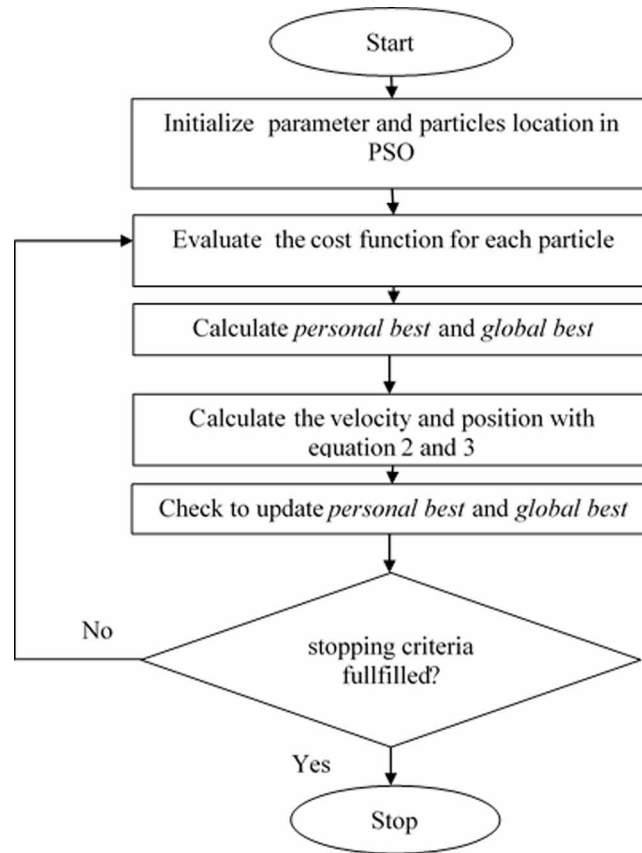 Start
Initialize parameter and particles location in
PSO
Evaluate the cost function for each particle
Calculate personal best and global best
Calculate the velocity and position with
equation 2 and 3
Check to update personal best and global best
No
stopping criteria
fullfilled?
Yes
Stop